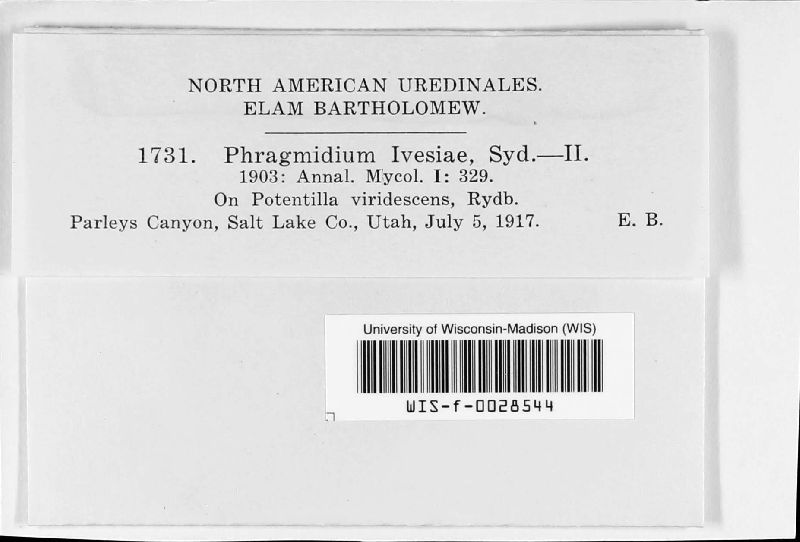 NORTH AMERICAN UREDINALES.
ELAM BARTHOLOMEW.
1731. Phragmidium Ivesiae, Syd.—II.
1903: Annal. Mycol. I: 329.
On Potentilla viridescens, Rydb.
Parleys Canyon, Salt Lake Co., Utah, July 5, 1917. E. B.
University of Wisconsin-Madison (WIS)
WIS-f-0028544